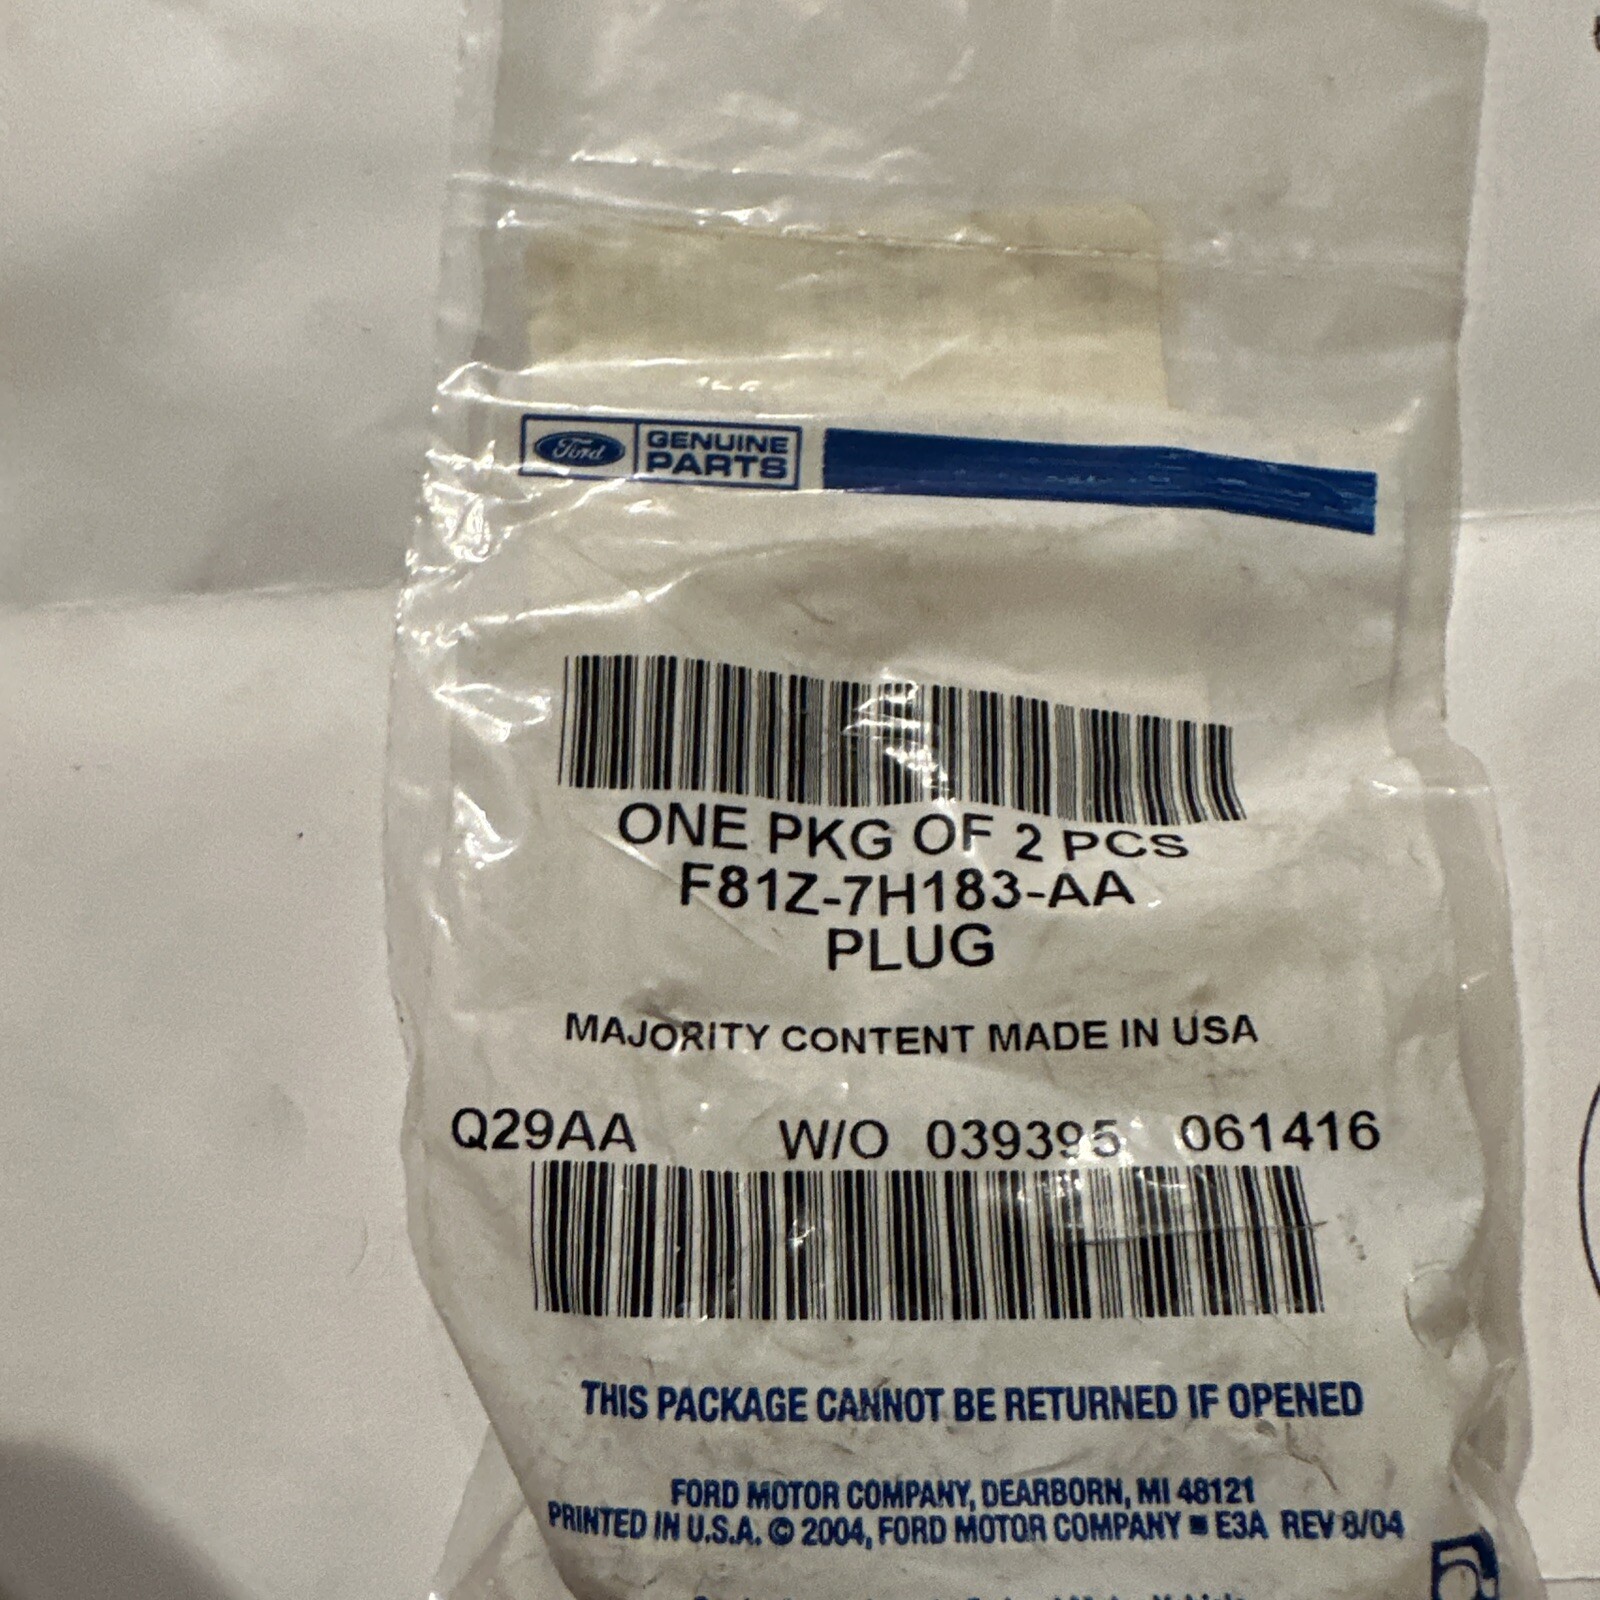 Ford GENUINE PARTS
ONE PKG OF 2 PCS
F81Z-7H183-AA
PLUG
MAJORITY CONTENT MADE IN USA
Q29AA W/O 039395 061416
THIS PACKAGE CANNOT BE RETURNED IF OPENED
FORD MOTOR COMPANY, DEARBORN, MI 48121
PRINTED IN U.S.A. © 2004, FORD MOTOR COMPANY ■ E3A REV 8/04